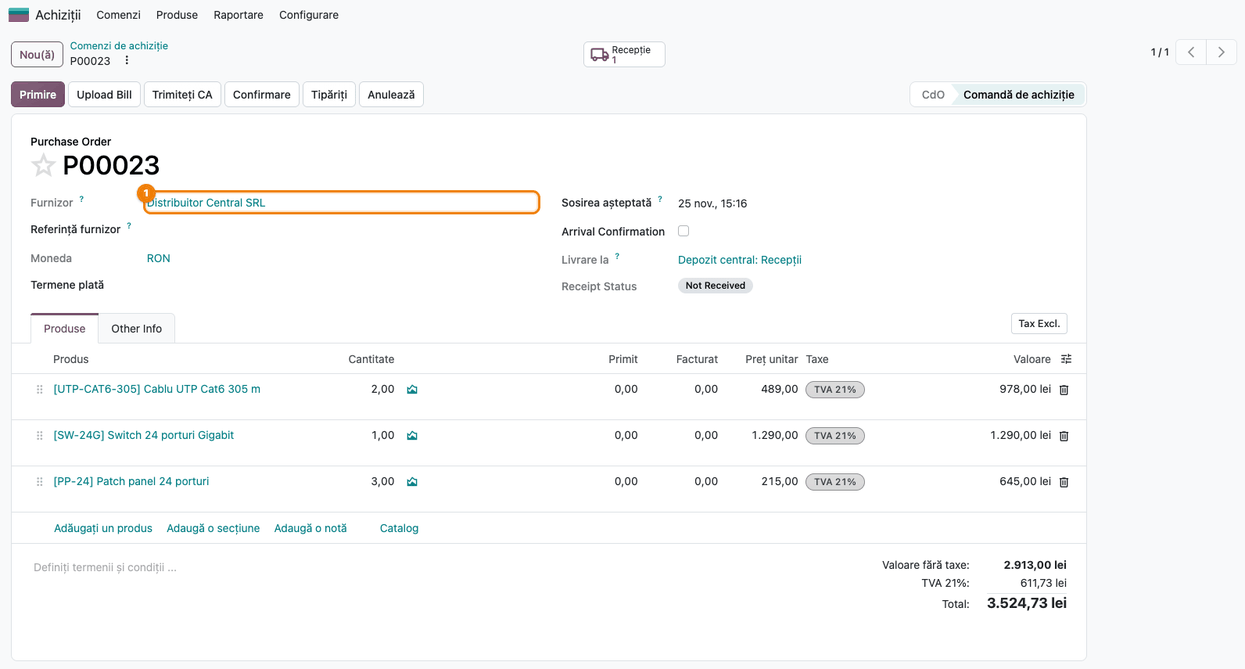 Achiziții Comenzi Produse Raportare Configurare
Nou(ă) Comenzi de achiziție
P00023
Recepție
1
1 / 1
Primire Upload Bill Trimiteți CA Confirmare Tipăriți Anulează CdO Comandă de achiziție
Purchase Order
P00023
1
Furnizor ? Distribuitor Central SRL
Sosirea așteptată ? 25 nov., 15:16
Referință furnizor ?
Arrival Confirmation
Moneda RON
Livrare la ? Depozit central: Recepții
Termene plată
Receipt Status Not Received
Produse Other Info Tax Excl.
Produs Cantitate Primit Facturat Preț unitar Taxe Valoare
[UTP-CAT6-305] Cablu UTP Cat6 305 m 2,00 0,00 0,00 489,00 TVA 21% 978,00 lei
[SW-24G] Switch 24 porturi Gigabit 1,00 0,00 0,00 1.290,00 TVA 21% 1.290,00 lei
[PP-24] Patch panel 24 porturi 3,00 0,00 0,00 215,00 TVA 21% 645,00 lei
Adăugați un produs Adaugă o secțiune Adaugă o notă Catalog
Definiți termenii și condiții ...
Valoare fără taxe: 2.913,00 lei
TVA 21%: 611,73 lei
Total: 3.524,73 lei